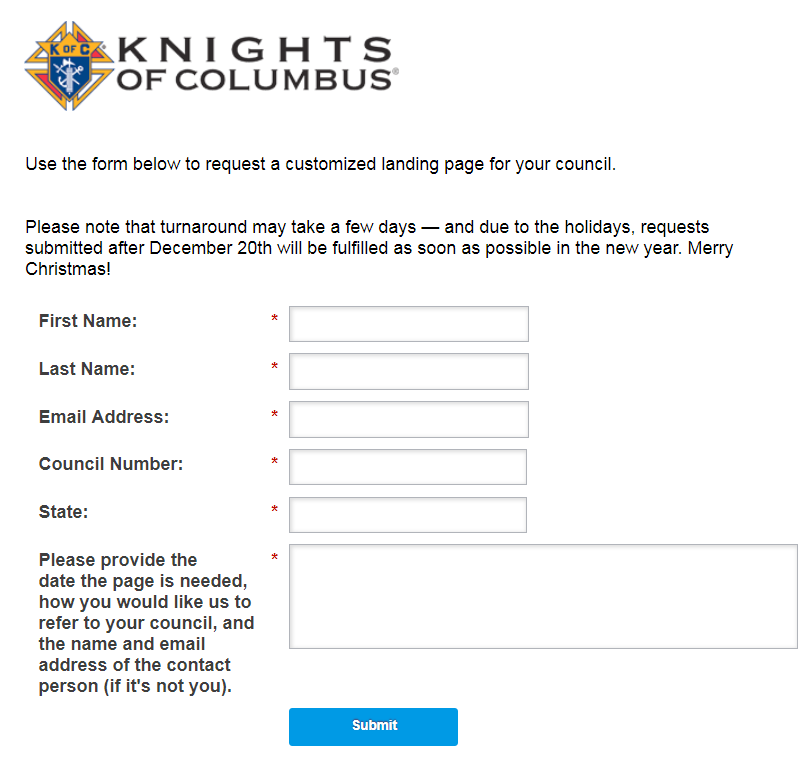 K OF C
KNIGHTS
OF COLUMBUS®
Use the form below to request a customized landing page for your council.
Please note that turnaround may take a few days — and due to the holidays, requests
submitted after December 20th will be fulfilled as soon as possible in the new year. Merry
Christmas!
First Name: *
Last Name: *
Email Address: *
Council Number: *
State: *
Please provide the *
date the page is needed,
how you would like us to
refer to your council, and
the name and email
address of the contact
person (if it's not you).
Submit